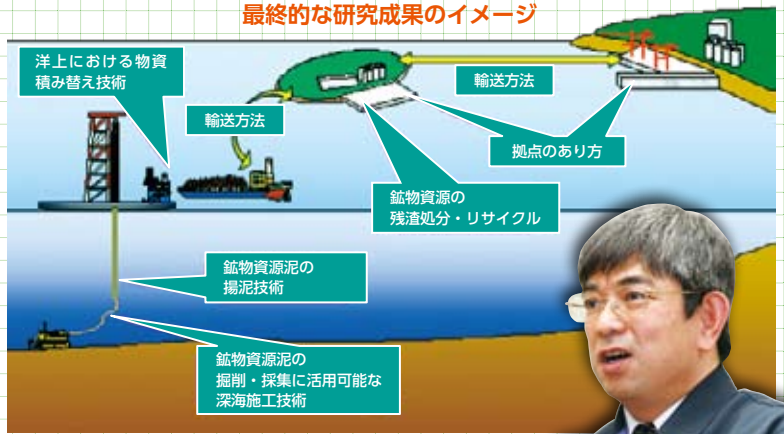 最終的な研究成果のイメージ
洋上における物資
積み替え技術
輸送方法
輸送方法
拠点のあり方
鉱物資源の
残渣処分・リサイクル
鉱物資源泥の
揚泥技術
鉱物資源泥の
掘削・採集に活用可能な
深海施工技術